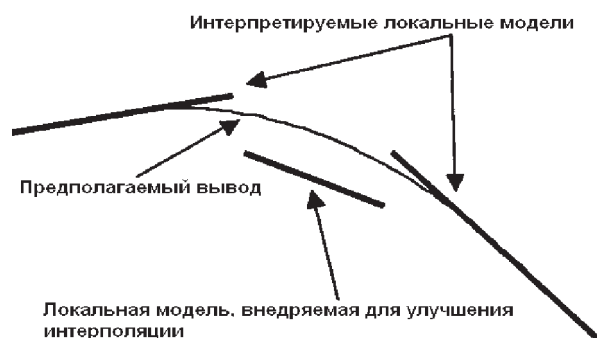 Интерпретируемые локальные модели
Предполагаемый вывод
Локальная модель, внедряемая для улучшения
интерполяции